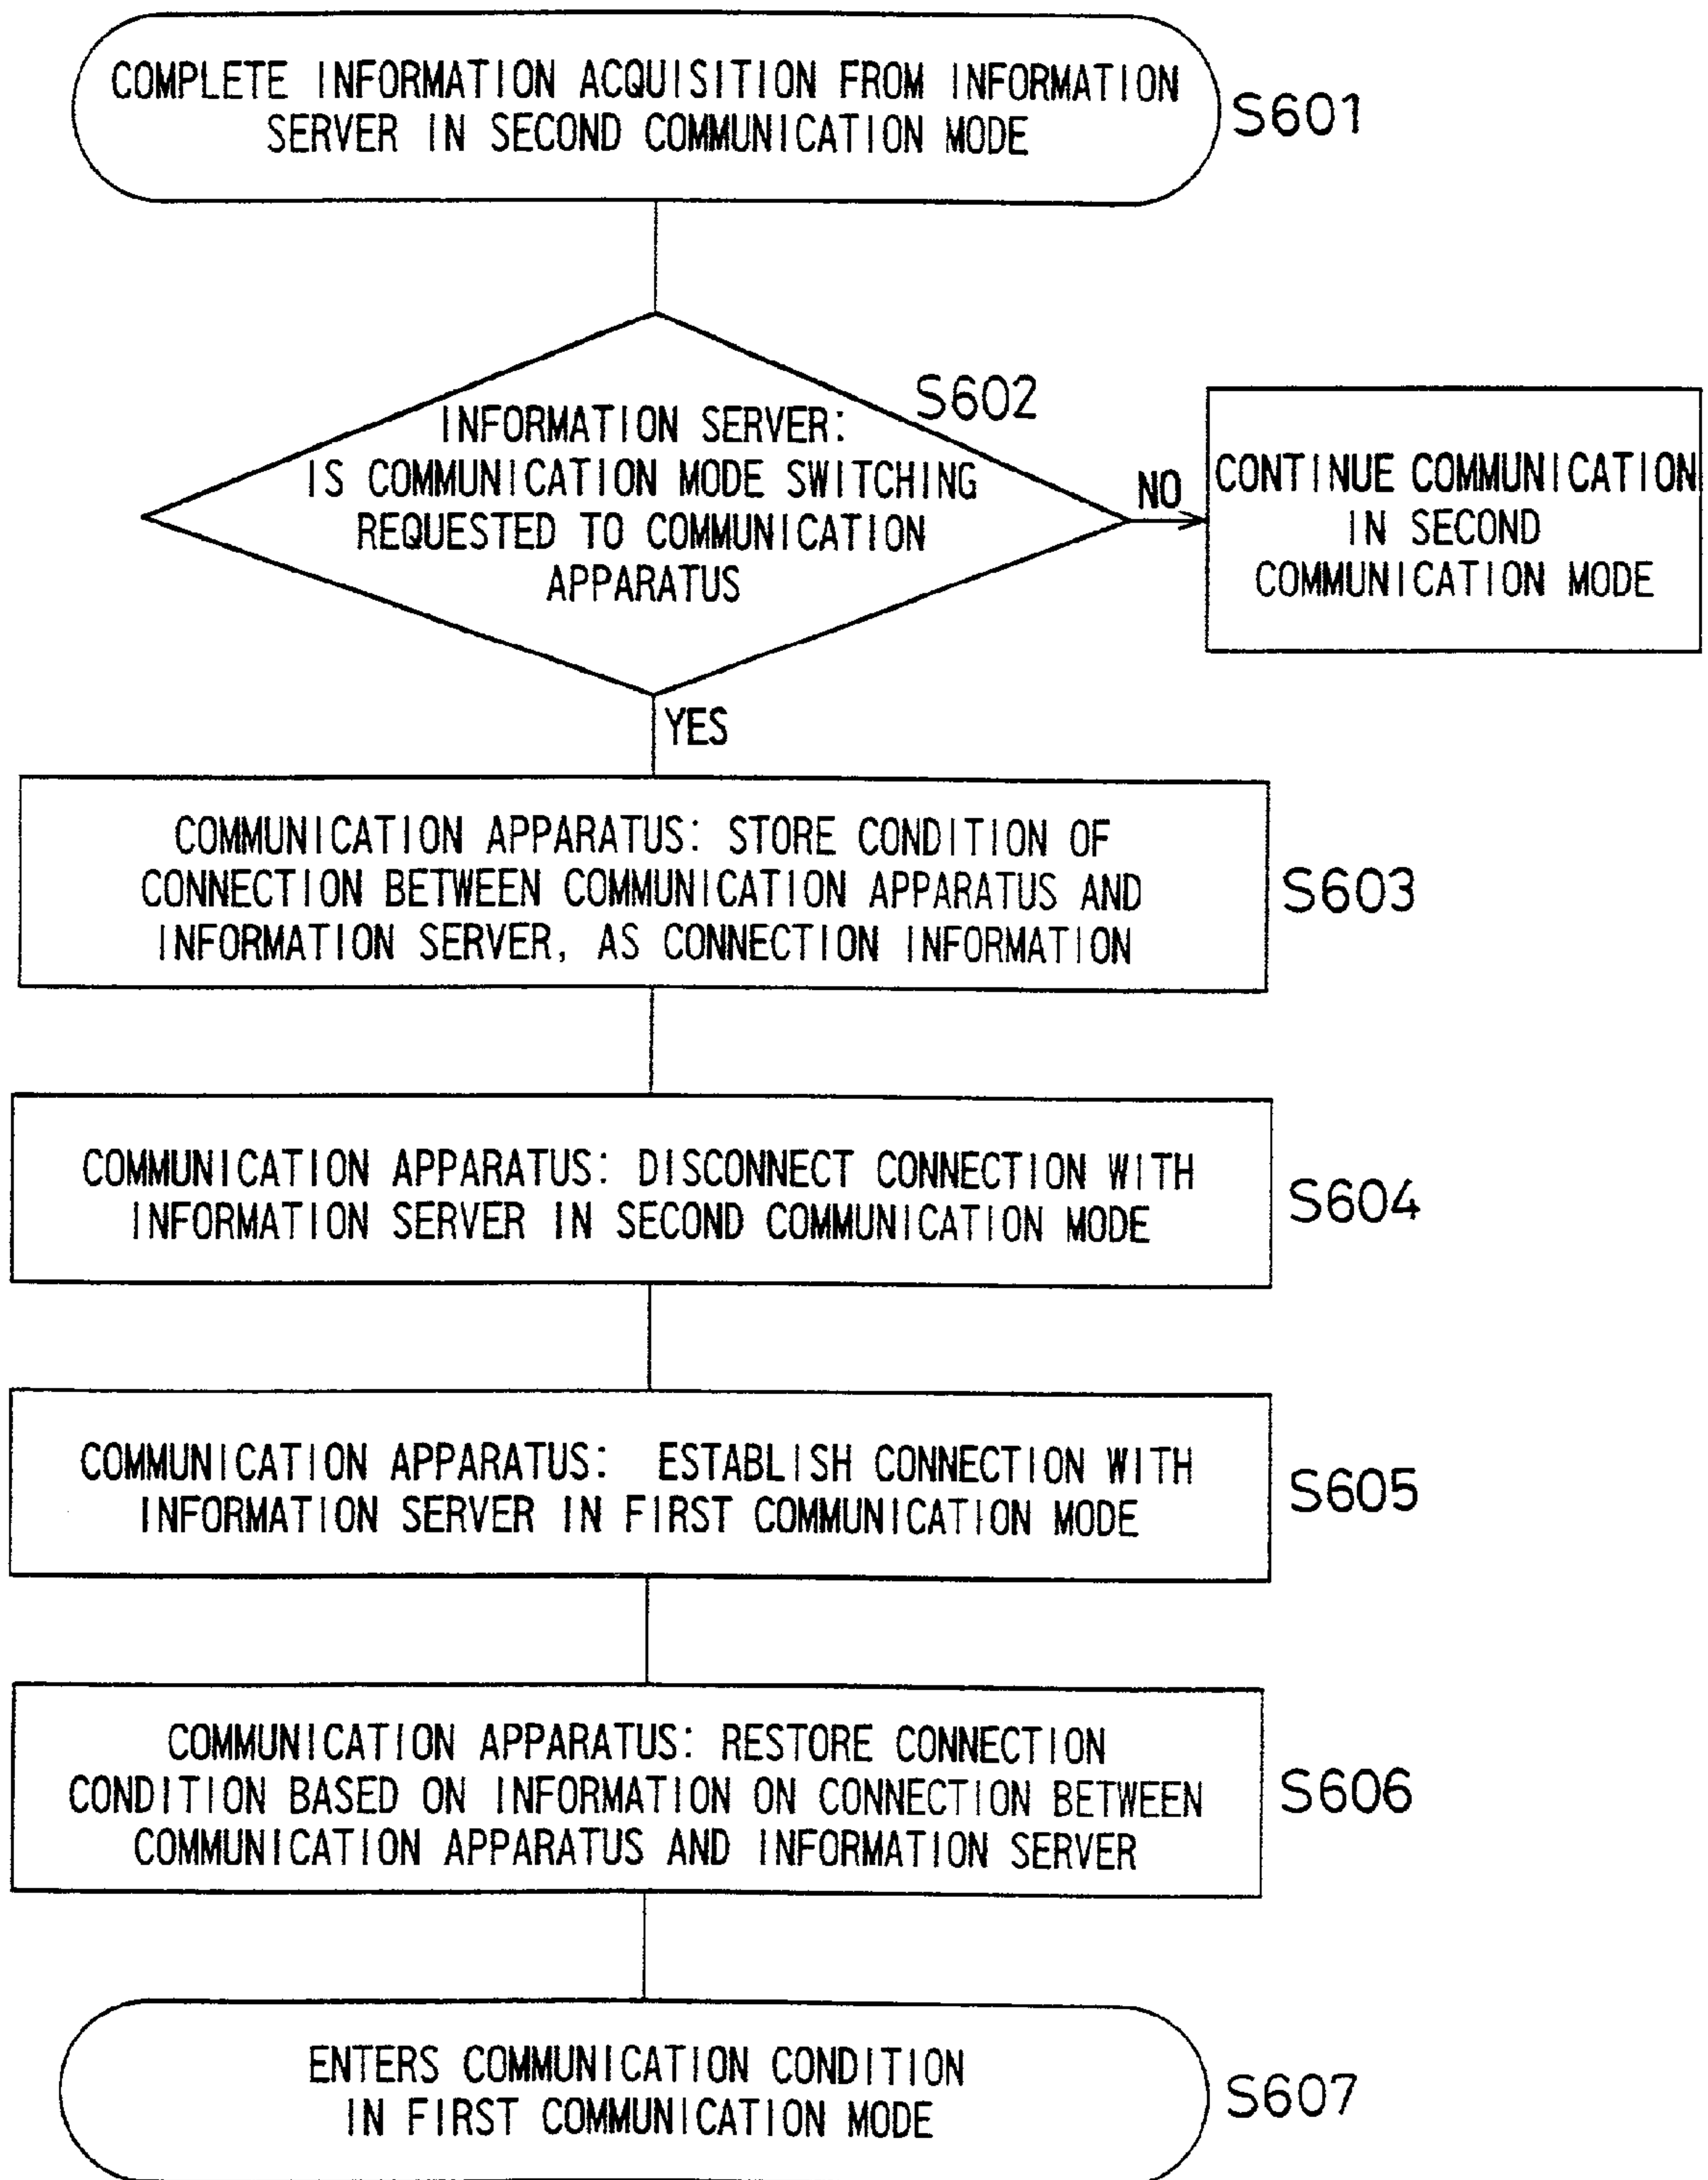 COMPLETE INFORMATION ACQUISITION FROM INFORMATION
SERVER IN SECOND COMMUNICATION MODE
S601
S602
INFORMATION SERVER:
IS COMMUNICATION MODE SWITCHING
REQUESTED TO COMMUNICATION
APPARATUS
NO
CONTINUE COMMUNICATION
IN SECOND
COMMUNICATION MODE
YES
COMMUNICATION APPARATUS: STORE CONDITION OF
CONNECTION BETWEEN COMMUNICATION APPARATUS AND
INFORMATION SERVER, AS CONNECTION INFORMATION
S603
COMMUNICATION APPARATUS: DISCONNECT CONNECTION WITH
INFORMATION SERVER IN SECOND COMMUNICATION MODE
S604
COMMUNICATION APPARATUS: ESTABLISH CONNECTION WITH
INFORMATION SERVER IN FIRST COMMUNICATION MODE
S605
COMMUNICATION APPARATUS: RESTORE CONNECTION
CONDITION BASED ON INFORMATION ON CONNECTION BETWEEN
COMMUNICATION APPARATUS AND INFORMATION SERVER
S606
ENTERS COMMUNICATION CONDITION
IN FIRST COMMUNICATION MODE
S607